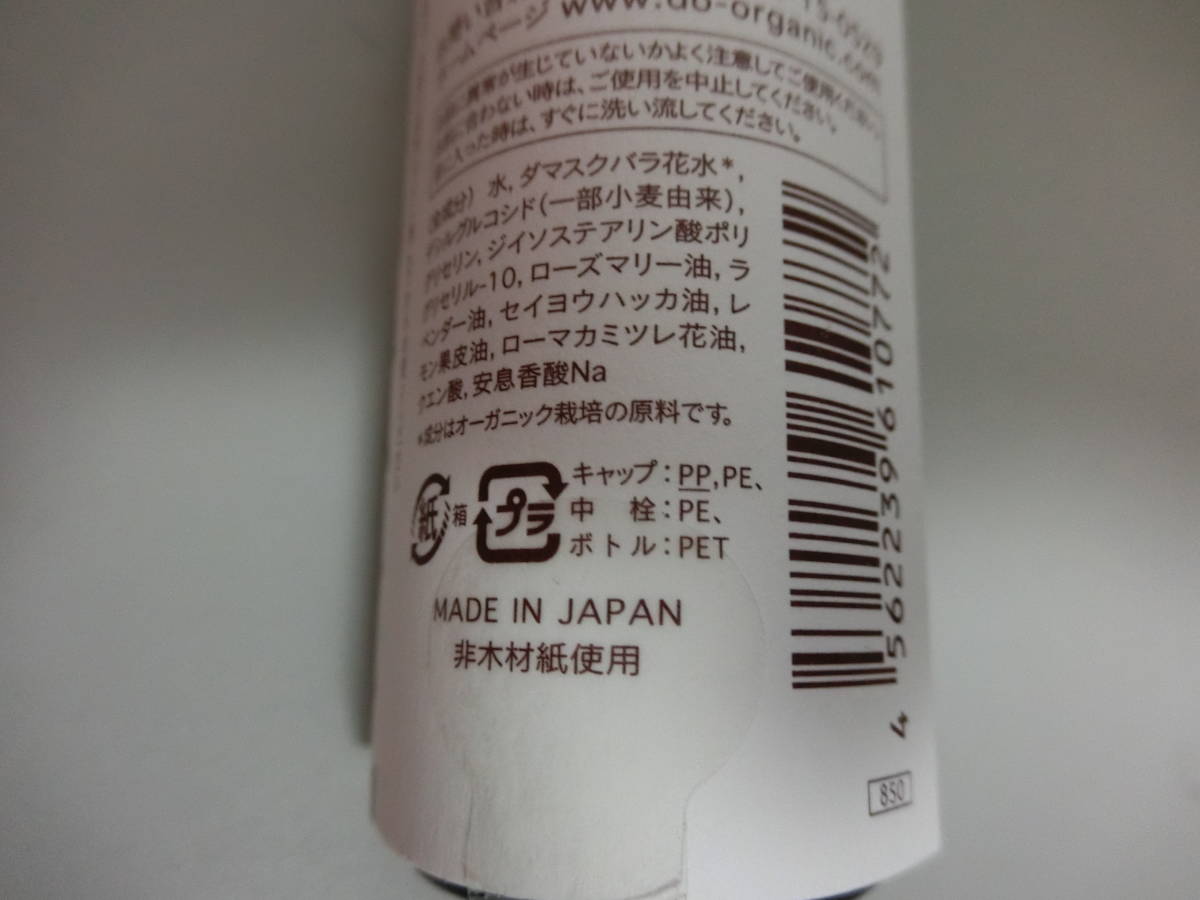 ームページ www.do-organic.com
15-0529
異常が生じていないかよく注意してご使用ください
合わない時は、ご使用を中止してください。
入った時は、すぐに洗い流してください。
(全成分) 水, ダマスクバラ花水*,
グルコシド(一部小麦由来),
グリセリン, ジイソステアリン酸ポリ
グリセリル-10, ローズマリー油, ラ
ベンダー油, セイヨウハッカ油, レ
モン果皮油, ローマカミツレ花油,
クエン酸, 安息香酸Na
*成分はオーガニック栽培の原料です。
紙 箱
プラ
キャップ:PP,PE、
中 栓:PE、
ボトル:PET
MADE IN JAPAN
非木材紙使用
4 562239 610772
850